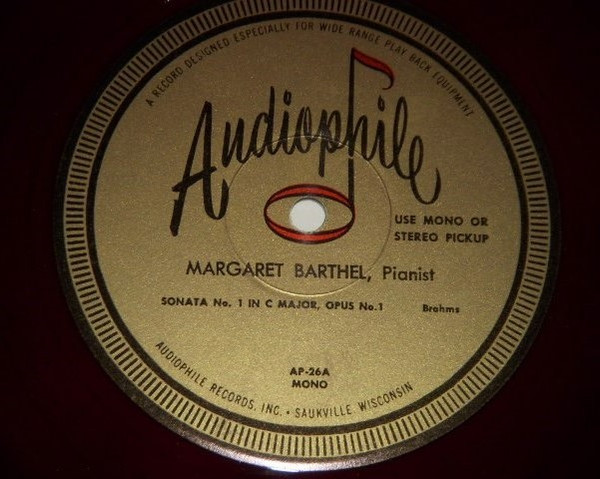 A RECORD DESIGNED ESPECIALLY FOR WIDE RANGE PLAY BACK EQUIPMENT
Audiophile
USE MONO OR
STEREO PICKUP
MARGARET BARTHEL, Pianist
SONATA No. 1 IN C MAJOR, OPUS No.1 Brahms
AP-26A
MONO
AUDIOPHILE RECORDS, INC. • SAUKVILLE WISCONSIN